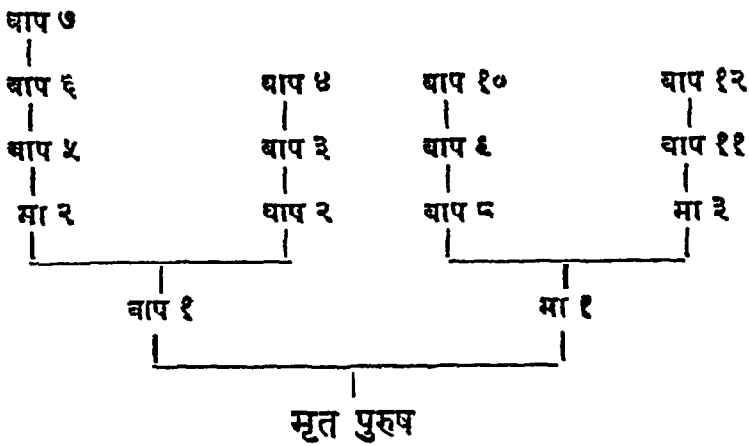 बाप ७
बाप ६ बाप ४ बाप १० बाप १२
बाप ५ बाप ३ बाप ९ बाप ११
मा २ बाप २ बाप ८ मा ३
बाप १ मा १
मृत पुरुष